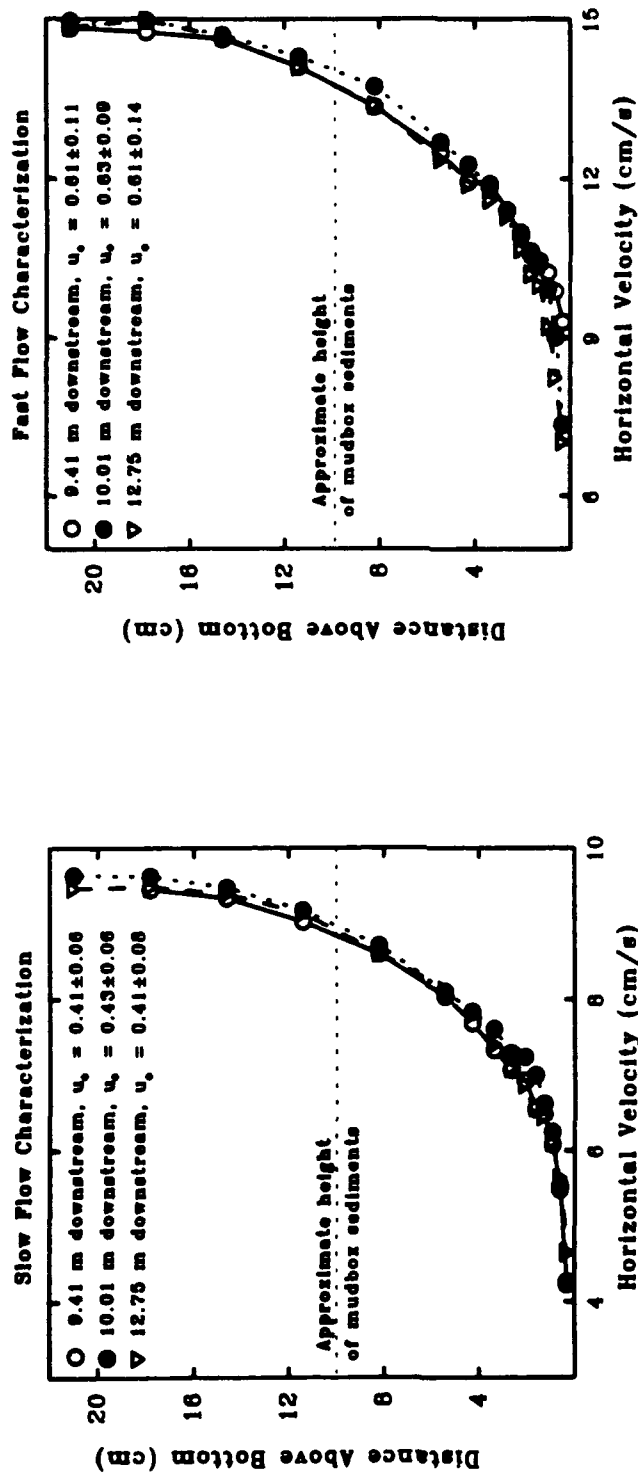 Slow Flow Characterization
9.41 m downstream, u* = 0.41±0.06
10.01 m downstream, u* = 0.43±0.06
12.75 m downstream, u* = 0.41±0.08
Approximate height
of mudbox sediments
20
16
12
8
4
Distance Above Bottom (cm)
4
6
8
10
Horizontal Velocity (cm/s)
Fast Flow Characterization
9.41 m downstream, u* = 0.61±0.11
10.01 m downstream, u* = 0.63±0.09
12.75 m downstream, u* = 0.61±0.14
Approximate height
of mudbox sediments
20
16
12
8
4
Distance Above Bottom (cm)
6
9
12
15
Horizontal Velocity (cm/s)